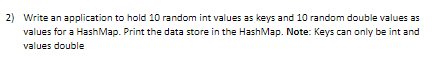 2) Write an application to hold 10 random int values as keys and 10 random double values as
values for a HashMap. Print the data store in the HashMap. Note: Keys can only be int and
values double